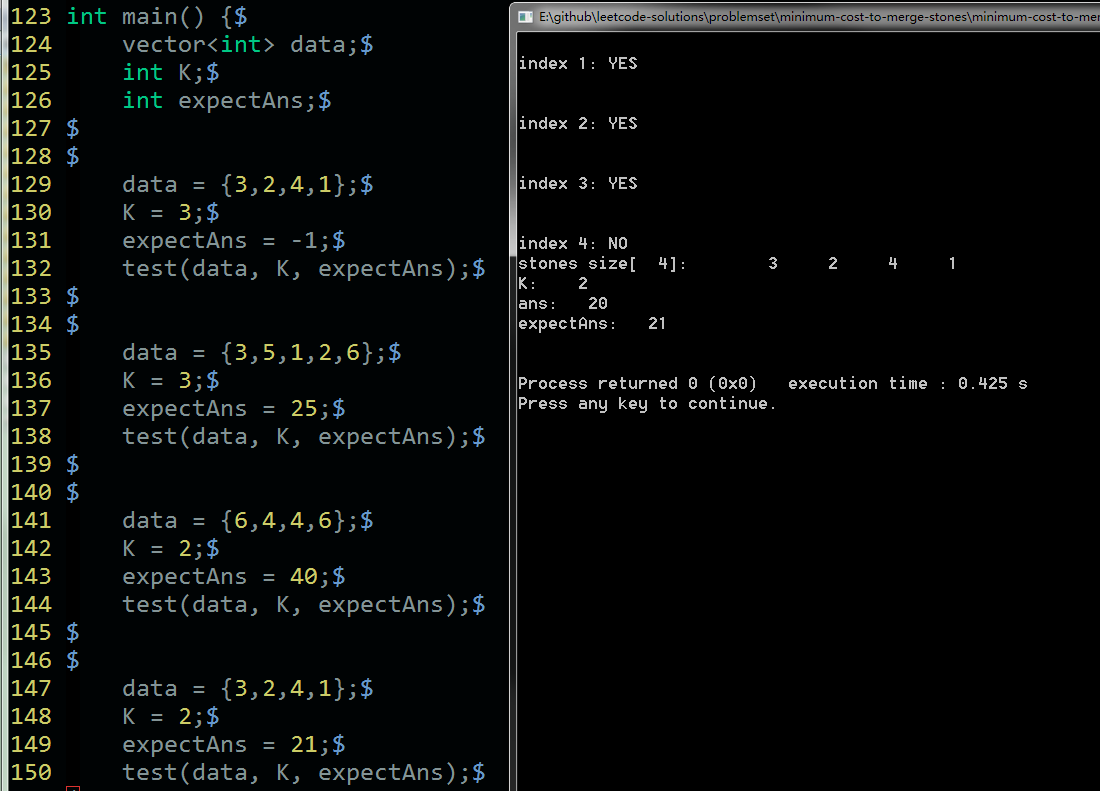 123 int main() {$
124     vector<int> data;$
125     int K;$
126     int expectAns;$
127 $
128 $
129     data = {3,2,4,1};$
130     K = 3;$
131     expectAns = -1;$
132     test(data, K, expectAns);$
133 $
134 $
135     data = {3,5,1,2,6};$
136     K = 3;$
137     expectAns = 25;$
138     test(data, K, expectAns);$
139 $
140 $
141     data = {6,4,4,6};$
142     K = 2;$
143     expectAns = 40;$
144     test(data, K, expectAns);$
145 $
146 $
147     data = {3,2,4,1};$
148     K = 2;$
149     expectAns = 21;$
150     test(data, K, expectAns);$
E:\github\leetcode-solutions\problemset\minimum-cost-to-merge-stones\minimum-cost-to-mer
index 1: YES
index 2: YES
index 3: YES
index 4: NO
stones size[  4]:        3     2     4     1
K:    2
ans:   20
expectAns:   21
Process returned 0 (0x0)   execution time : 0.425 s
Press any key to continue.